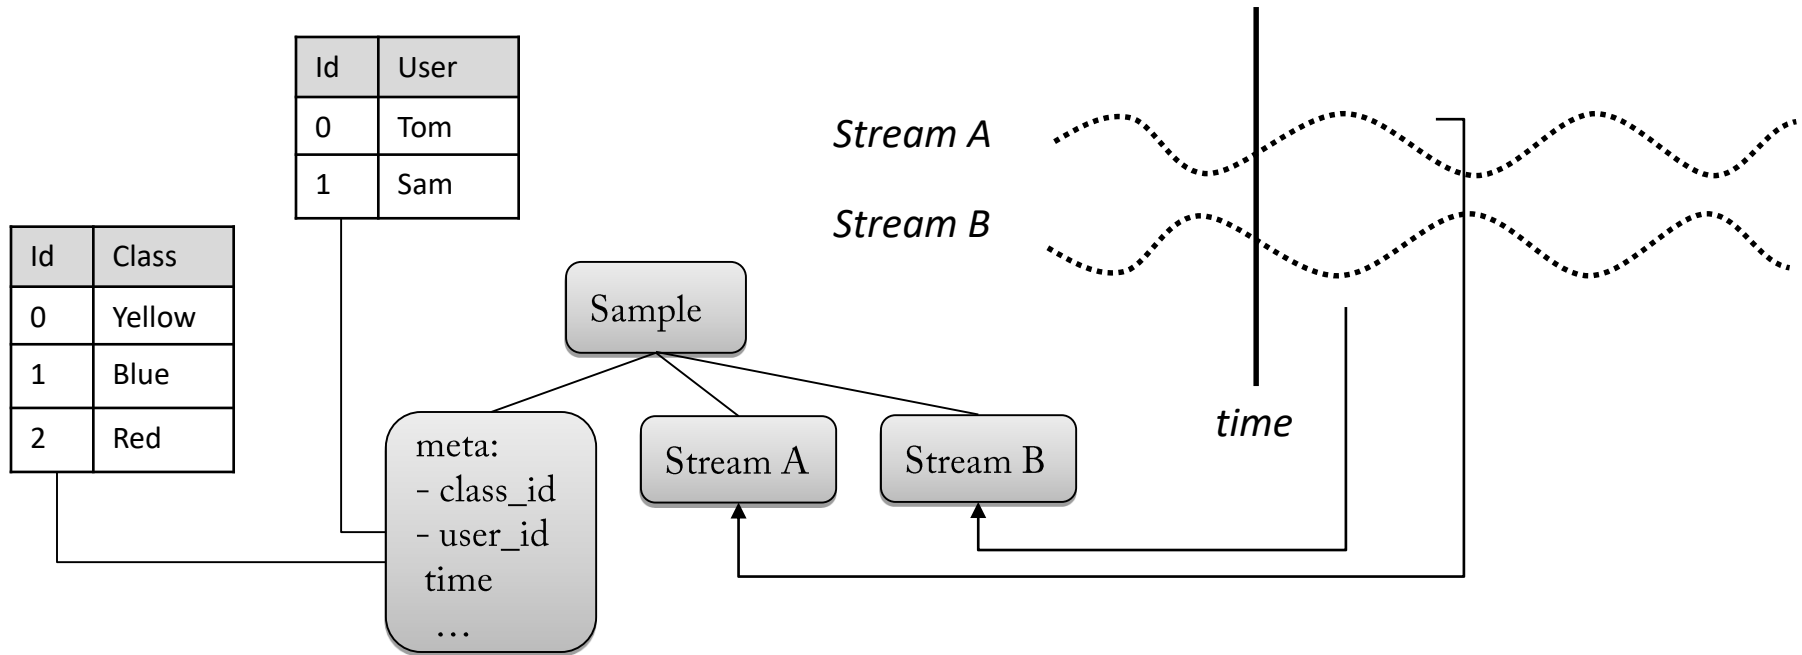 Id User
0 Tom
1 Sam
Id Class
0 Yellow
1 Blue
2 Red
Stream A
Stream B
time
Sample
meta:
- class_id
- user_id
time
...
Stream A
Stream B